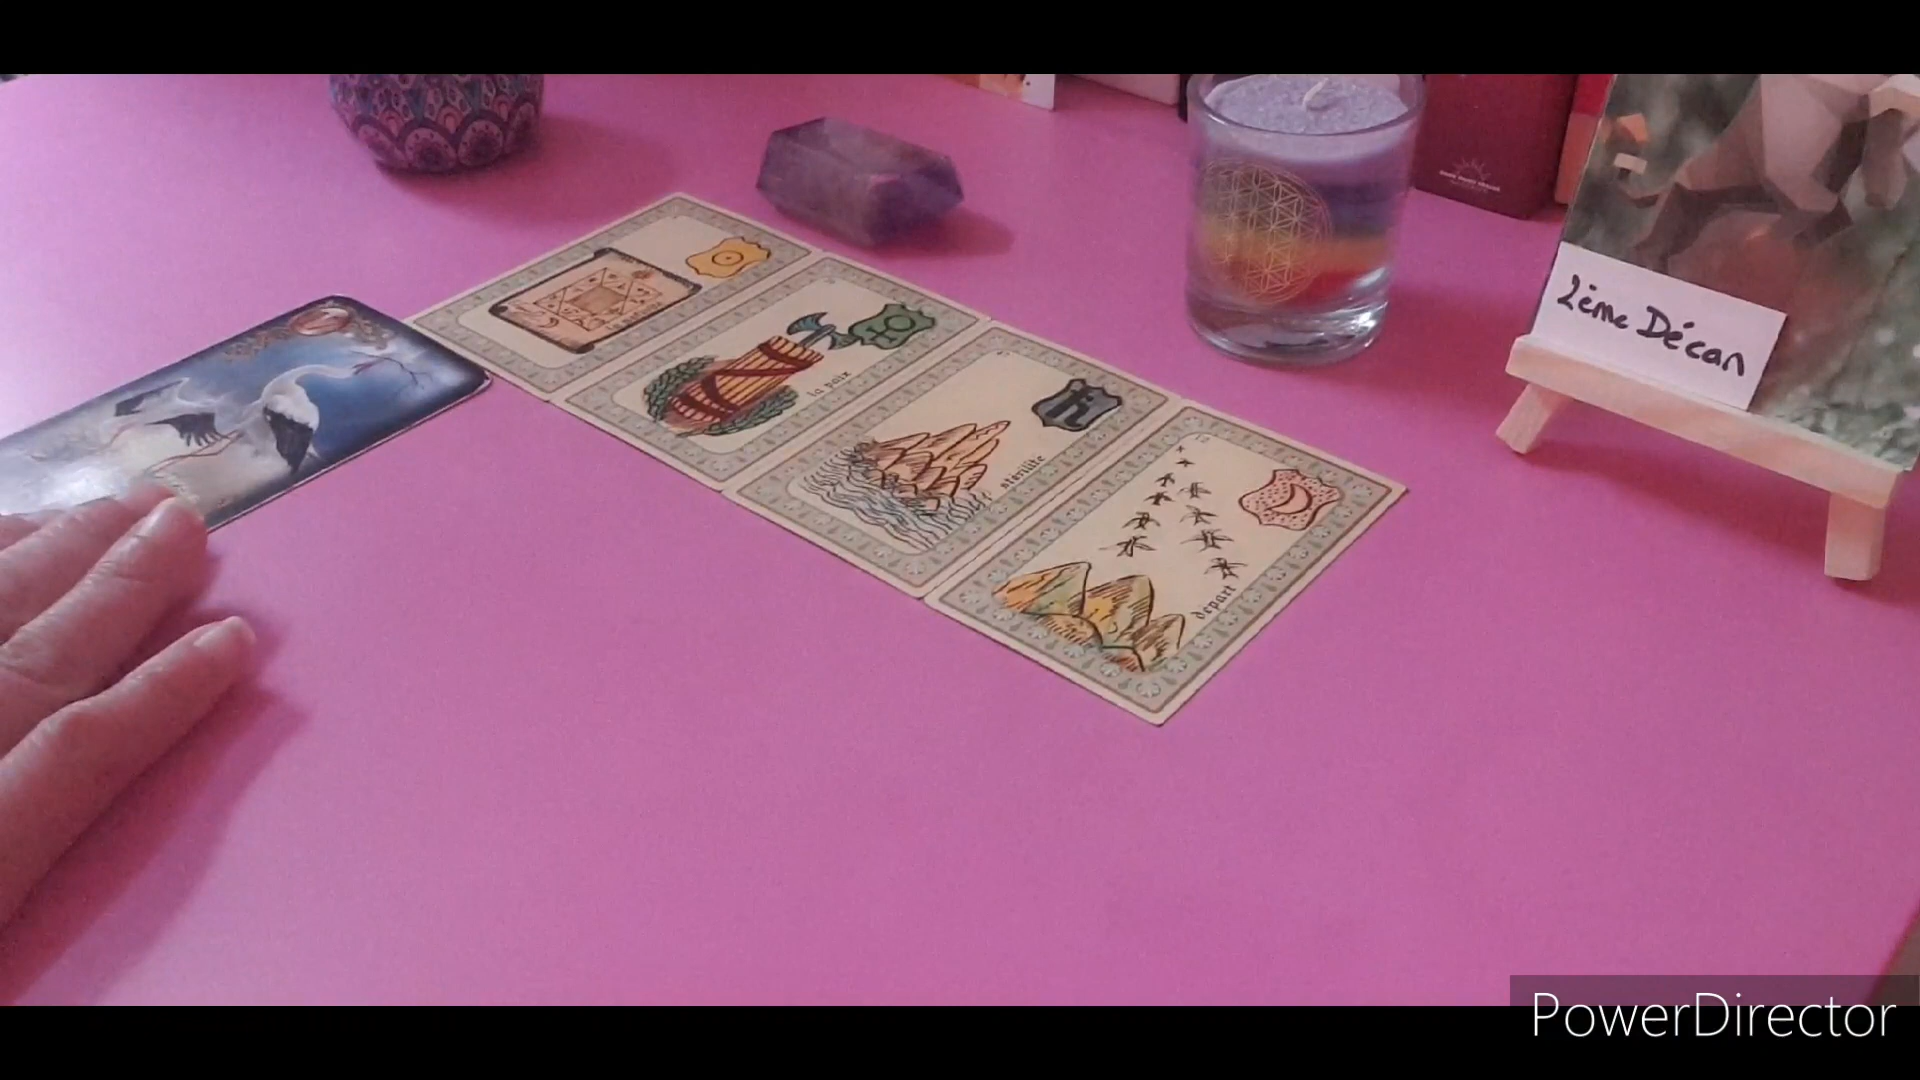 la paix
stérilité
départ
2ème Décan
PowerDirector